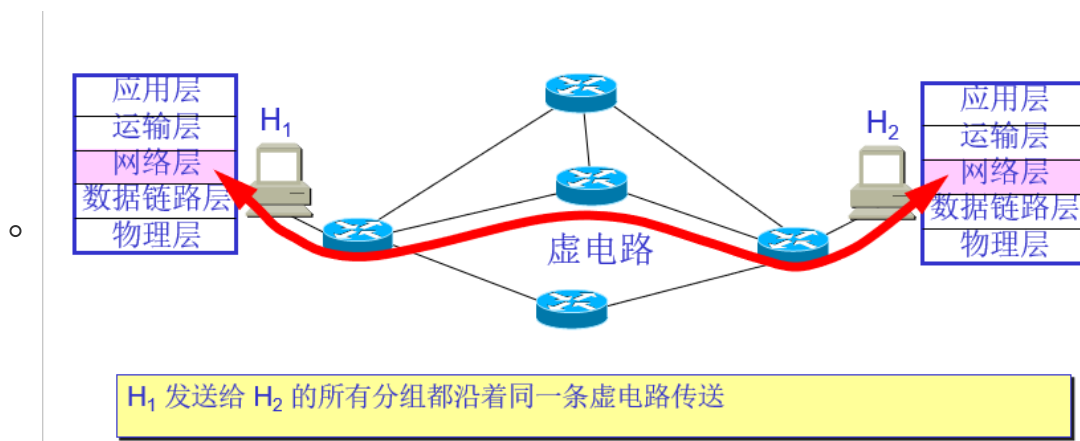 应用层
运输层
网络层
数据链路层
物理层
H1
虚电路
H2
应用层
运输层
网络层
数据链路层
物理层
H1 发送给 H2 的所有分组都沿着同一条虚电路传送